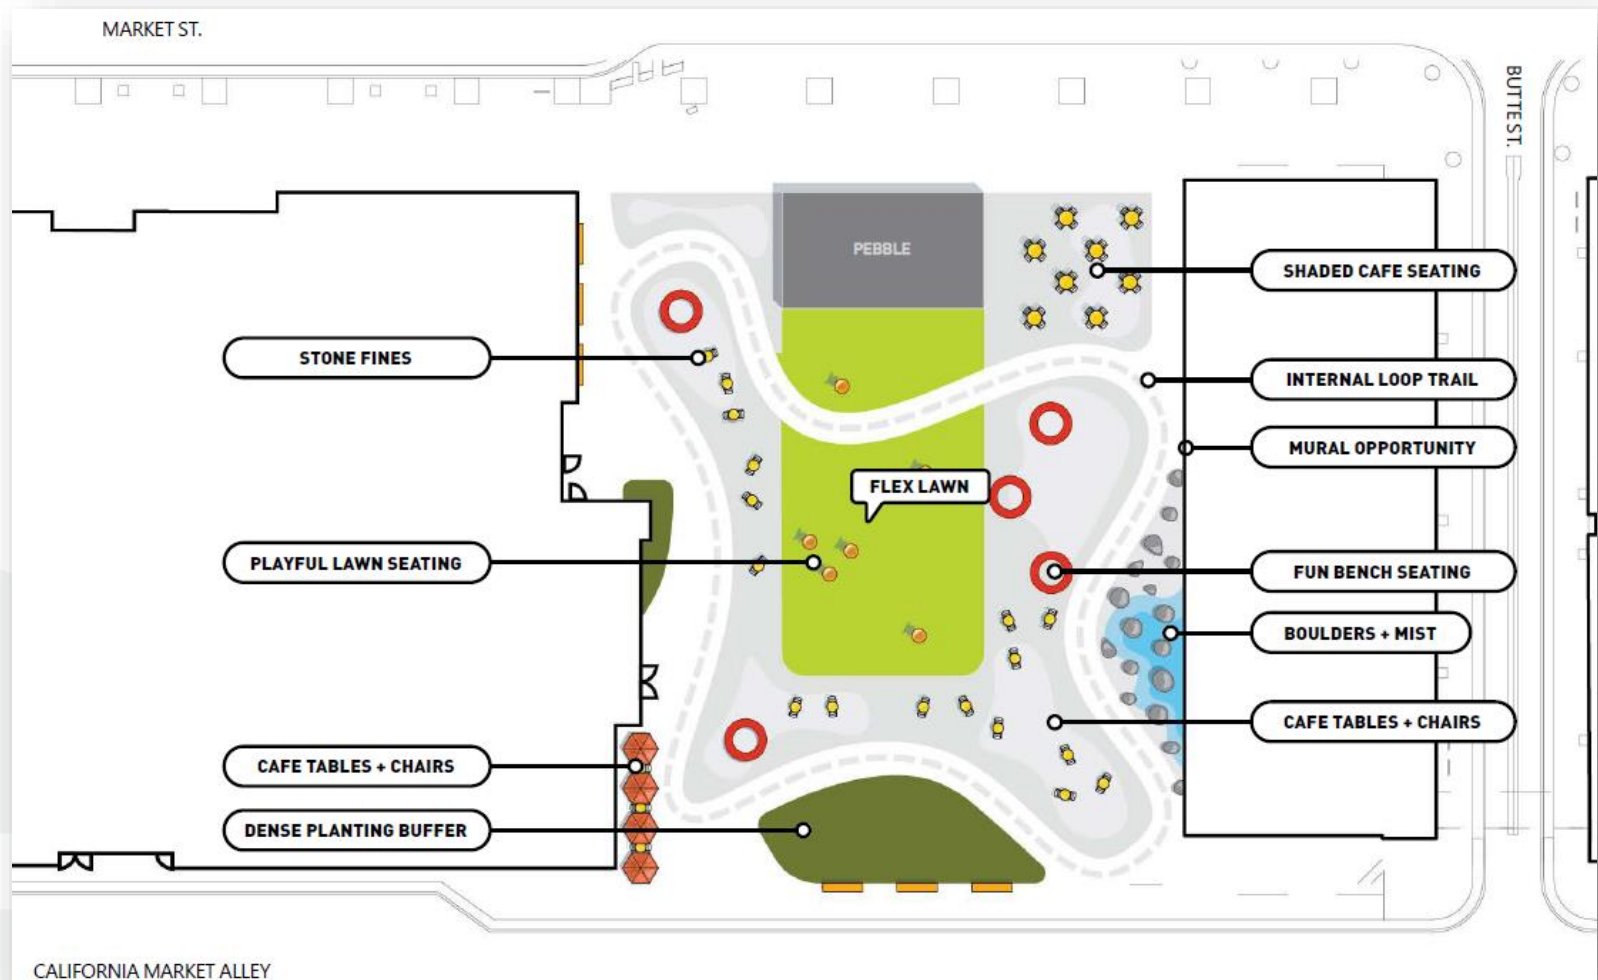 MARKET ST.
BUTTE ST.
PEBBLE
SHADED CAFE SEATING
STONE FINES
INTERNAL LOOP TRAIL
MURAL OPPORTUNITY
FLEX LAWN
PLAYFUL LAWN SEATING
FUN BENCH SEATING
BOULDERS + MIST
CAFE TABLES + CHAIRS
CAFE TABLES + CHAIRS
DENSE PLANTING BUFFER
CALIFORNIA MARKET ALLEY